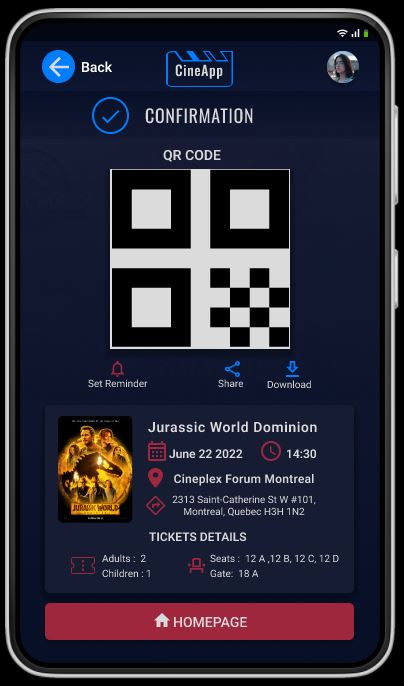 Back
CineApp
CONFIRMATION
QR CODE
Set Reminder
Share
Download
Jurassic World Dominion
June 22 2022
14:30
Cineplex Forum Montreal
2313 Saint-Catherine St W #101,
Montreal, Quebec H3H 1N2
JURASSIC WORLD
TICKETS DETAILS
Adults : 2
Seats : 12 A ,12 B, 12 C, 12 D
Children : 1
Gate: 18 A
HOMEPAGE